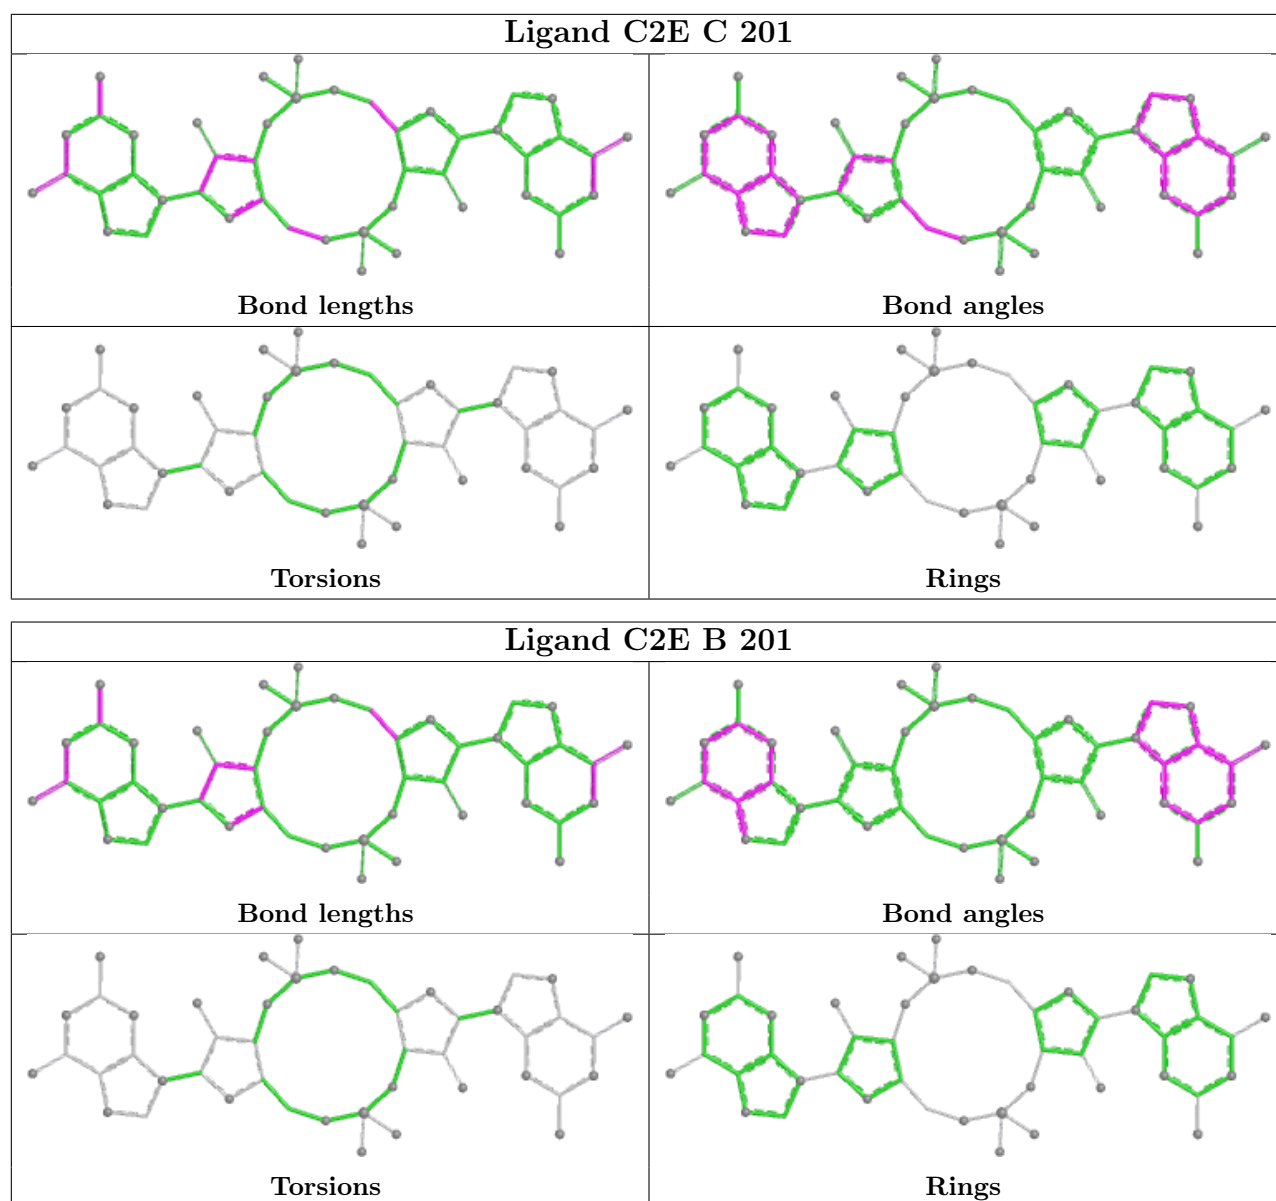 Ligand C2E C 201
Bond lengths
Bond angles
Torsions
Rings
Ligand C2E B 201
Bond lengths
Bond angles
Torsions
Rings